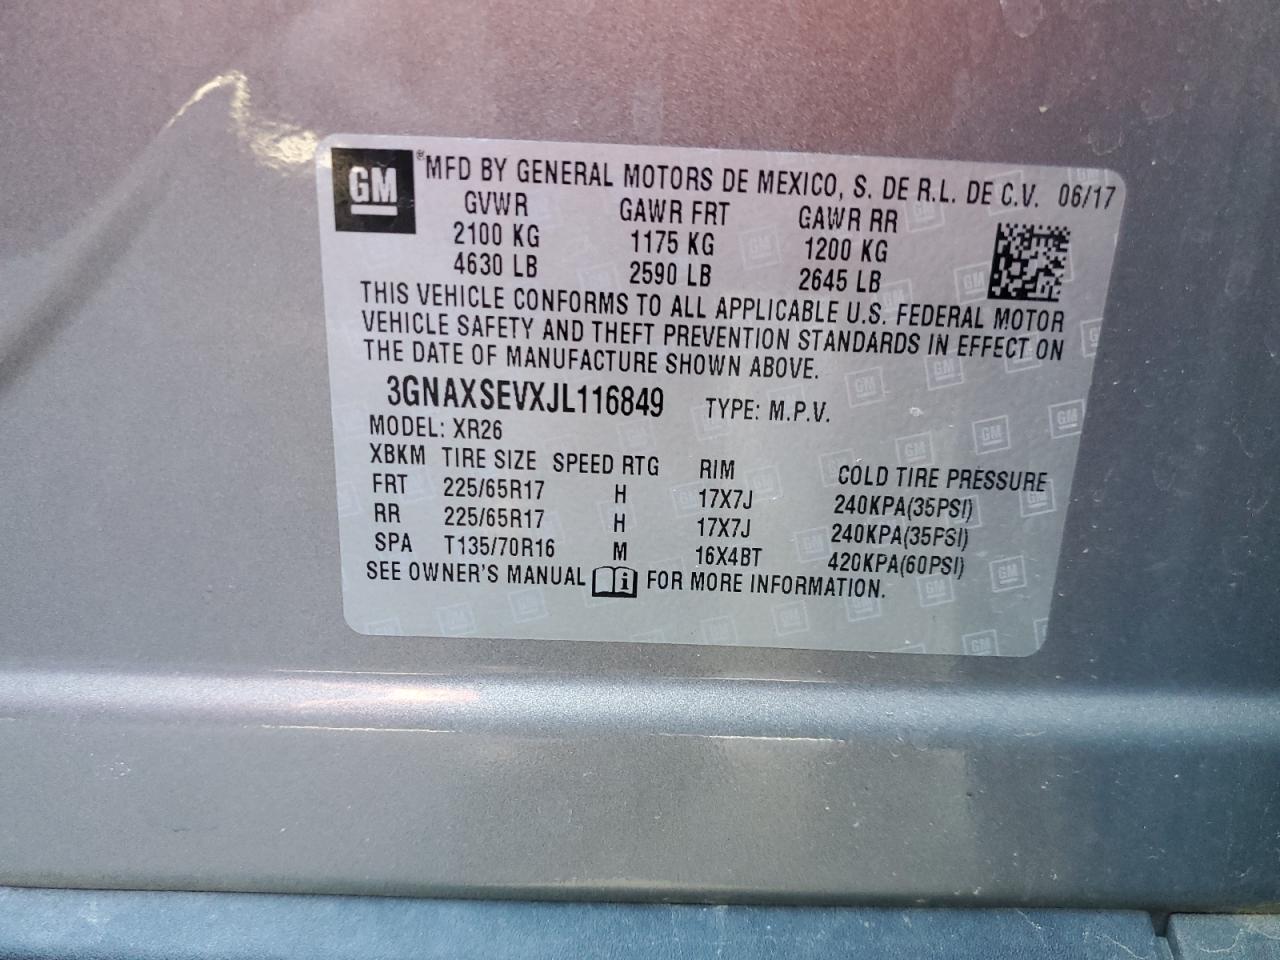 GM ® MFD BY GENERAL MOTORS DE MEXICO, S. DE R.L. DE C.V. 06/17
GVWR GAWR FRT GAWR RR
2100 KG 1175 KG 1200 KG
4630 LB 2590 LB 2645 LB
THIS VEHICLE CONFORMS TO ALL APPLICABLE U.S. FEDERAL MOTOR
VEHICLE SAFETY AND THEFT PREVENTION STANDARDS IN EFFECT ON
THE DATE OF MANUFACTURE SHOWN ABOVE.
3GNAXSEVXJL116849 TYPE: M.P.V.
MODEL: XR26
XBKM TIRE SIZE SPEED RTG RIM COLD TIRE PRESSURE
FRT 225/65R17 H 17X7J 240KPA(35PSI)
RR 225/65R17 H 17X7J 240KPA(35PSI)
SPA T135/70R16 M 16X4BT 420KPA(60PSI)
SEE OWNER'S MANUAL i FOR MORE INFORMATION.